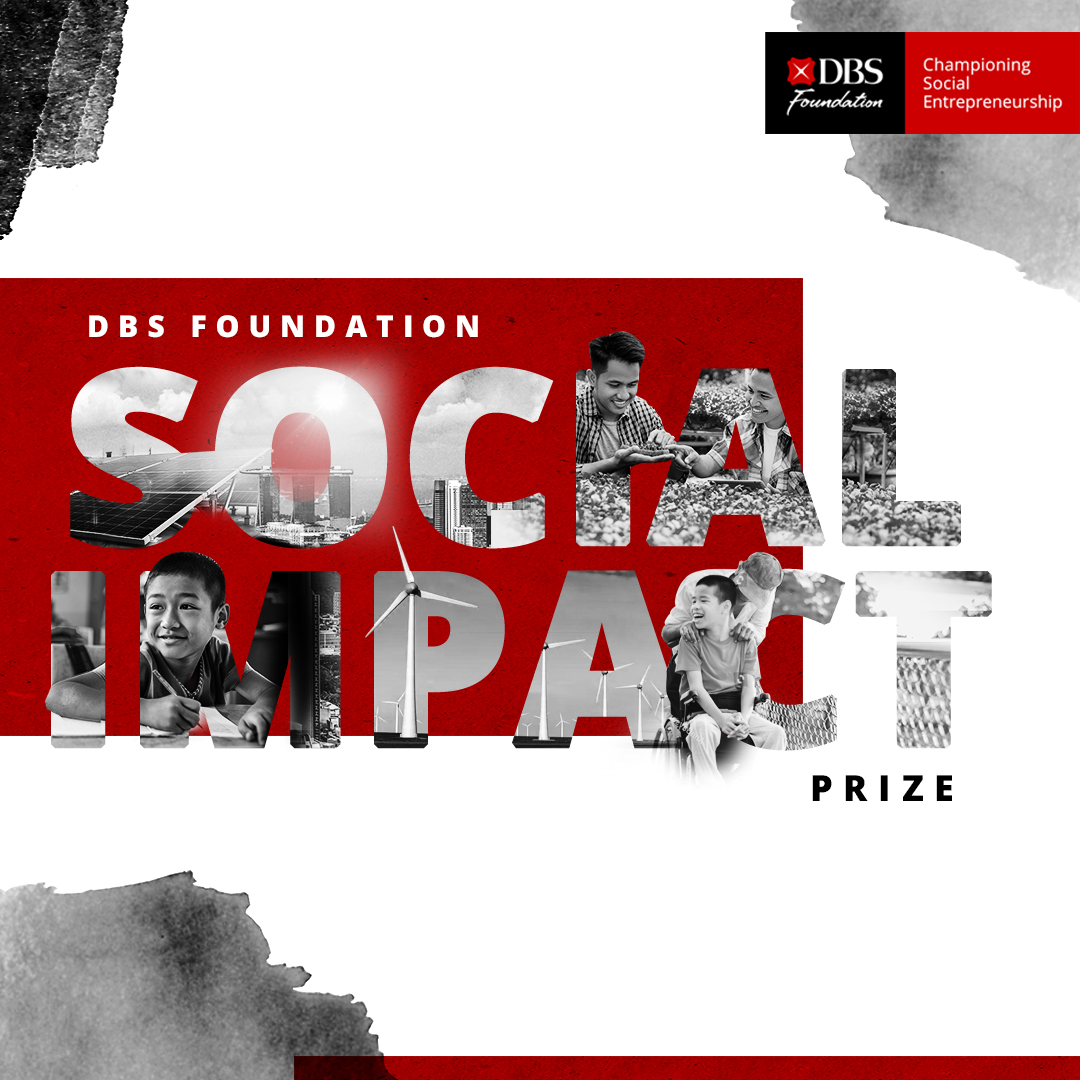 DBS
Foundation
Championing
Social
Entrepreneurship
DBS FOUNDATION
SOCIAL
IMPACT
PRIZE